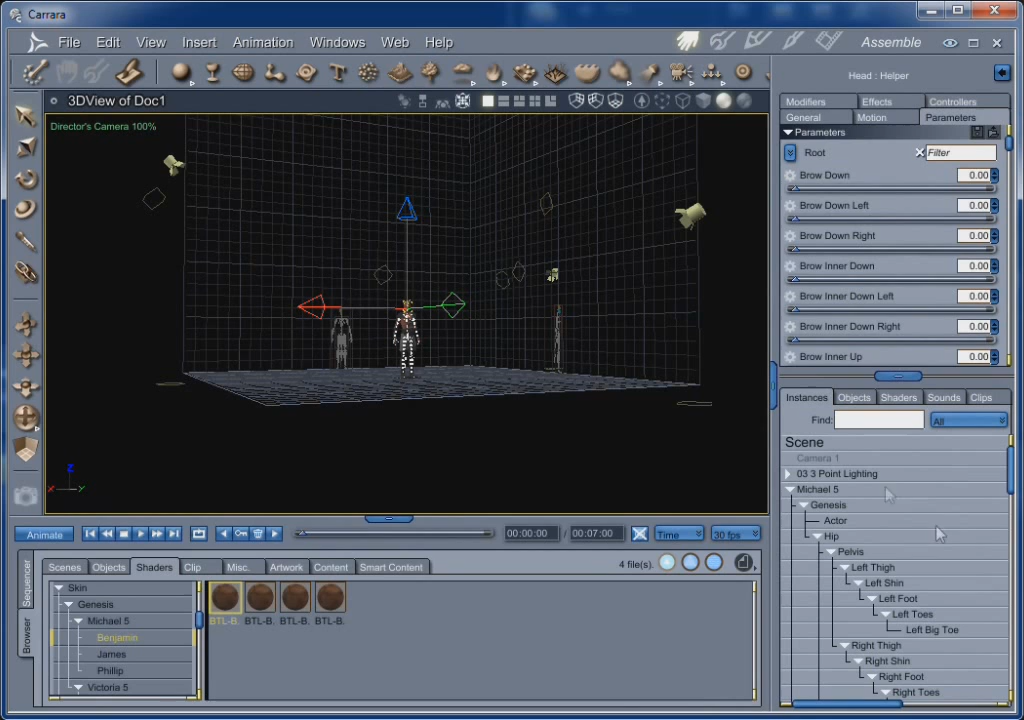 Carrara
File Edit View Insert Animation Windows Web Help
Assemble
3DView of Doc1
Head : Helper
Modifiers Effects Controllers
General Motion Parameters
Parameters
Root Filter
Director's Camera 100%
Brow Down 0.00
Brow Down Left 0.00
Brow Down Right 0.00
Brow Inner Down 0.00
Brow Inner Down Left 0.00
Brow Inner Down Right 0.00
Brow Inner Up 0.00
Instances Objects Shaders Sounds Clips
Find: All
Scene
Camera 1
03 3 Point Lighting
Michael 5
Genesis
Actor
Hip
Pelvis
Left Thigh
Left Shin
Left Foot
Left Toes
Left Big Toe
Right Thigh
Right Shin
Right Foot
Right Toes
Z
X Y
Animate 00:00:00 / 00:07:00 Time 30 fps
Sequencer
Browser
Scenes Objects Shaders Clip Misc. Artwork Content Smart Content 4 file(s).
Skin
Genesis
Michael 5
Benjamin
James
Phillip
Victoria 5
BTL-B. BTL-B. BTL-B. BTL-B.